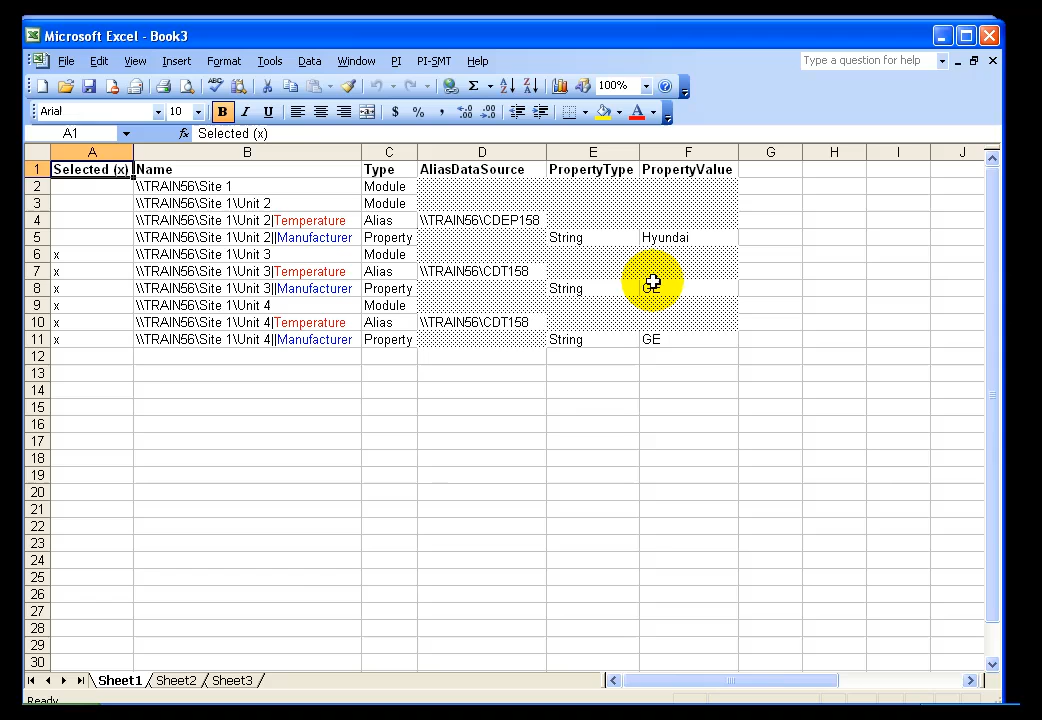 Microsoft Excel - Book3
File Edit View Insert Format Tools Data Window PI PI-SMT Help Type a question for help
100%
Arial 10 B I U $ % ,
A1 fx Selected (x)
A B C D E F G H I J
1 Selected (x) Name Type AliasDataSource PropertyType PropertyValue
2 \\TRAIN56\Site 1 Module
3 \\TRAIN56\Site 1\Unit 2 Module
4 \\TRAIN56\Site 1\Unit 2|Temperature Alias \\TRAIN56\CDEP158
5 \\TRAIN56\Site 1\Unit 2||Manufacturer Property String Hyundai
6 x \\TRAIN56\Site 1\Unit 3 Module
7 x \\TRAIN56\Site 1\Unit 3|Temperature Alias \\TRAIN56\CDT158
8 x \\TRAIN56\Site 1\Unit 3||Manufacturer Property String GE
9 x \\TRAIN56\Site 1\Unit 4 Module
10 x \\TRAIN56\Site 1\Unit 4|Temperature Alias \\TRAIN56\CDT158
11 x \\TRAIN56\Site 1\Unit 4||Manufacturer Property String GE
12
13
14
15
16
17
18
19
20
21
22
23
24
25
26
27
28
29
30
Sheet1 Sheet2 Sheet3
Ready